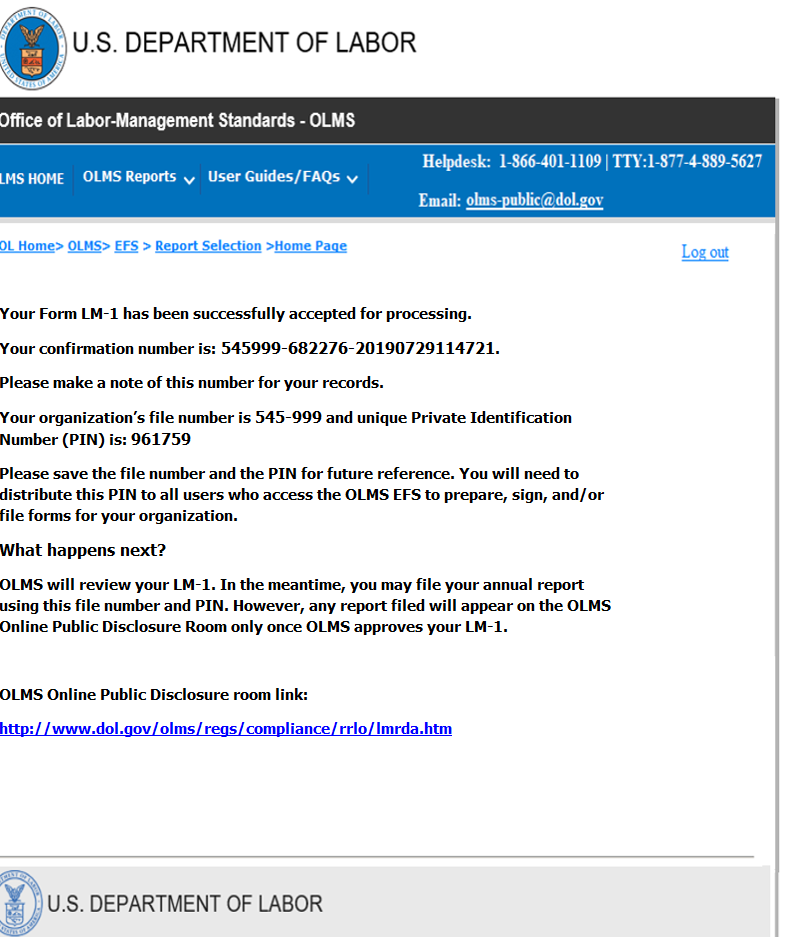 U.S. DEPARTMENT OF LABOR
Office of Labor-Management Standards - OLMS
Helpdesk: 1-866-401-1109 | TTY:1-877-4-889-5627
LMS HOME OLMS Reports User Guides/FAQs
Email: olms-public@dol.gov
OL Home> OLMS> EFS > Report Selection >Home Page
Log out
Your Form LM-1 has been successfully accepted for processing.
Your confirmation number is: 545999-682276-20190729114721.
Please make a note of this number for your records.
Your organization's file number is 545-999 and unique Private Identification
Number (PIN) is: 961759
Please save the file number and the PIN for future reference. You will need to
distribute this PIN to all users who access the OLMS EFS to prepare, sign, and/or
file forms for your organization.
What happens next?
OLMS will review your LM-1. In the meantime, you may file your annual report
using this file number and PIN. However, any report filed will appear on the OLMS
Online Public Disclosure Room only once OLMS approves your LM-1.
OLMS Online Public Disclosure room link:
http://www.dol.gov/olms/regs/compliance/rrlo/lmrda.htm
U.S. DEPARTMENT OF LABOR